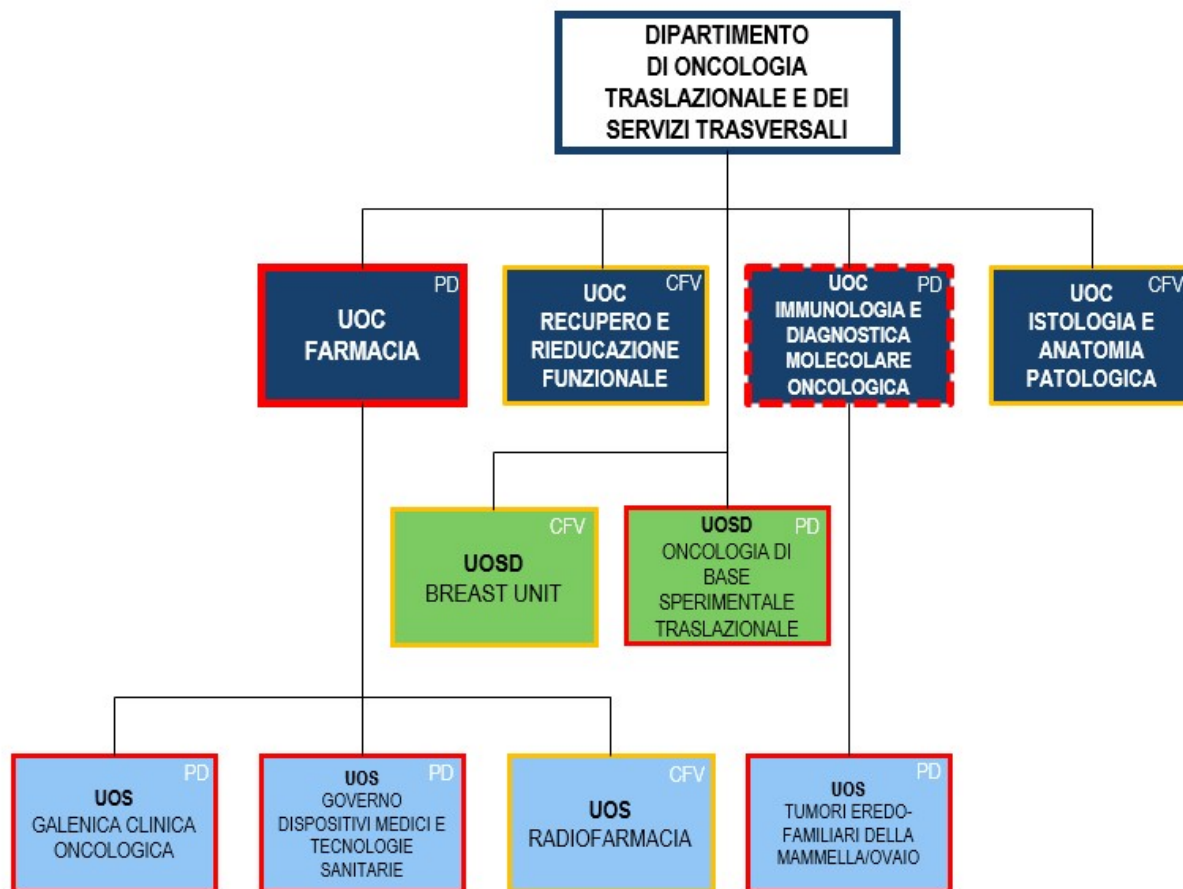 DIPARTIMENTO
DI ONCOLOGIA
TRASLAZIONALE E DEI
SERVIZI TRASVERSALI
PD
UOC
FARMACIA
CFV
UOC
RECUPERO E
RIEDUCAZIONE
FUNZIONALE
PD
UOC
IMMUNOLOGIA E
DIAGNOSTICA
MOLECOLARE
ONCOLOGICA
CFV
UOC
ISTOLOGIA E
ANATOMIA
PATOLOGICA
CFV
UOSD
BREAST UNIT
PD
UOSD
ONCOLOGIA DI
BASE
SPERIMENTALE
TRASLAZIONALE
PD
UOS
GALENICA CLINICA
ONCOLOGICA
PD
UOS
GOVERNO
DISPOSITIVI MEDICI E
TECNOLOGIE
SANITARIE
CFV
UOS
RADIOFARMACIA
PD
UOS
TUMORI EREDO-
FAMILIARI DELLA
MAMMELLA/OVAIO